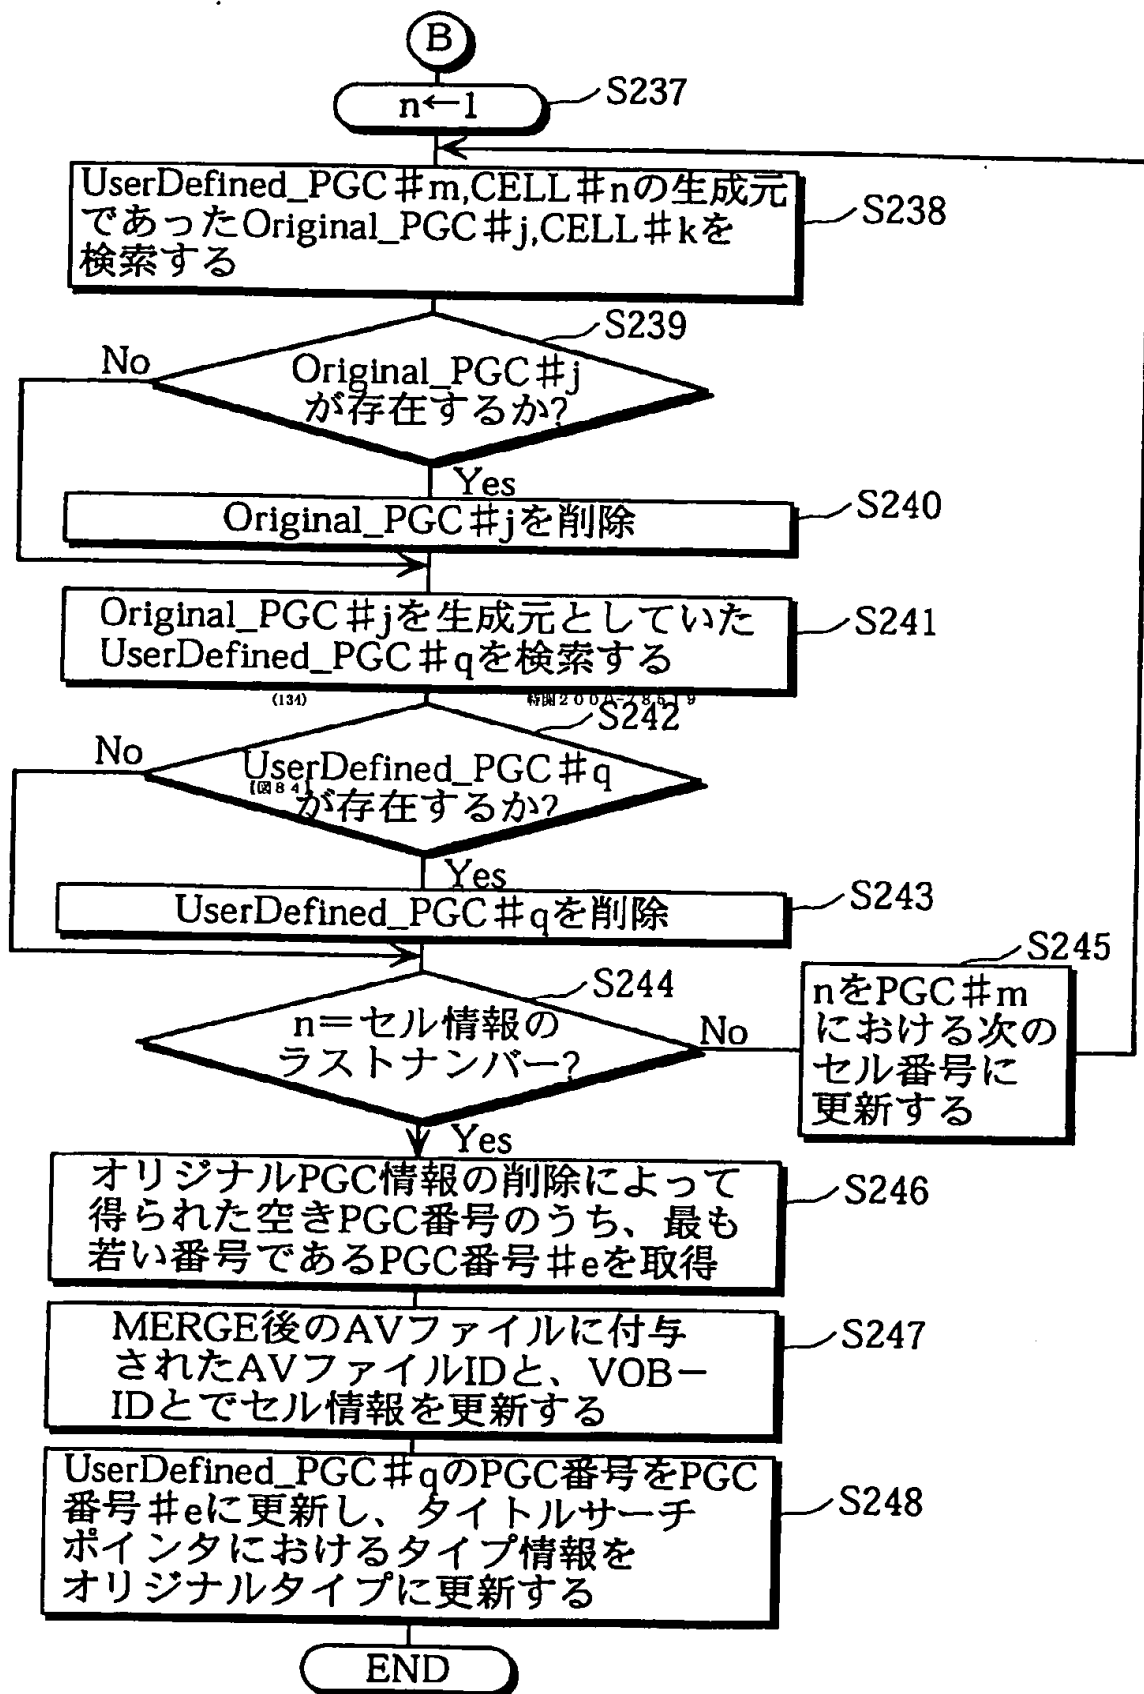 B
n←1
S237
UserDefined_PGC#m,CELL#nの生成元
であったOriginal_PGC#j,CELL#kを
検索する
S238
S239
No
Original_PGC#j
が存在するか?
Yes
Original_PGC#jを削除
S240
Original_PGC#jを生成元としていた
UserDefined_PGC#qを検索する
S241
(134)
特開2000-78519
S242
No
UserDefined_PGC#q
【図84】
が存在するか?
Yes
UserDefined_PGC#qを削除
S243
S244
n=セル情報の
ラストナンバー?
No
S245
nをPGC#m
における次の
セル番号に
更新する
Yes
オリジナルPGC情報の削除によって
得られた空きPGC番号のうち、最も
若い番号であるPGC番号#eを取得
S246
MERGE後のAVファイルに付与
されたAVファイルIDと、VOB-
IDとでセル情報を更新する
S247
UserDefined_PGC#qのPGC番号をPGC
番号#eに更新し、タイトルサーチ
ポインタにおけるタイプ情報を
オリジナルタイプに更新する
S248
END